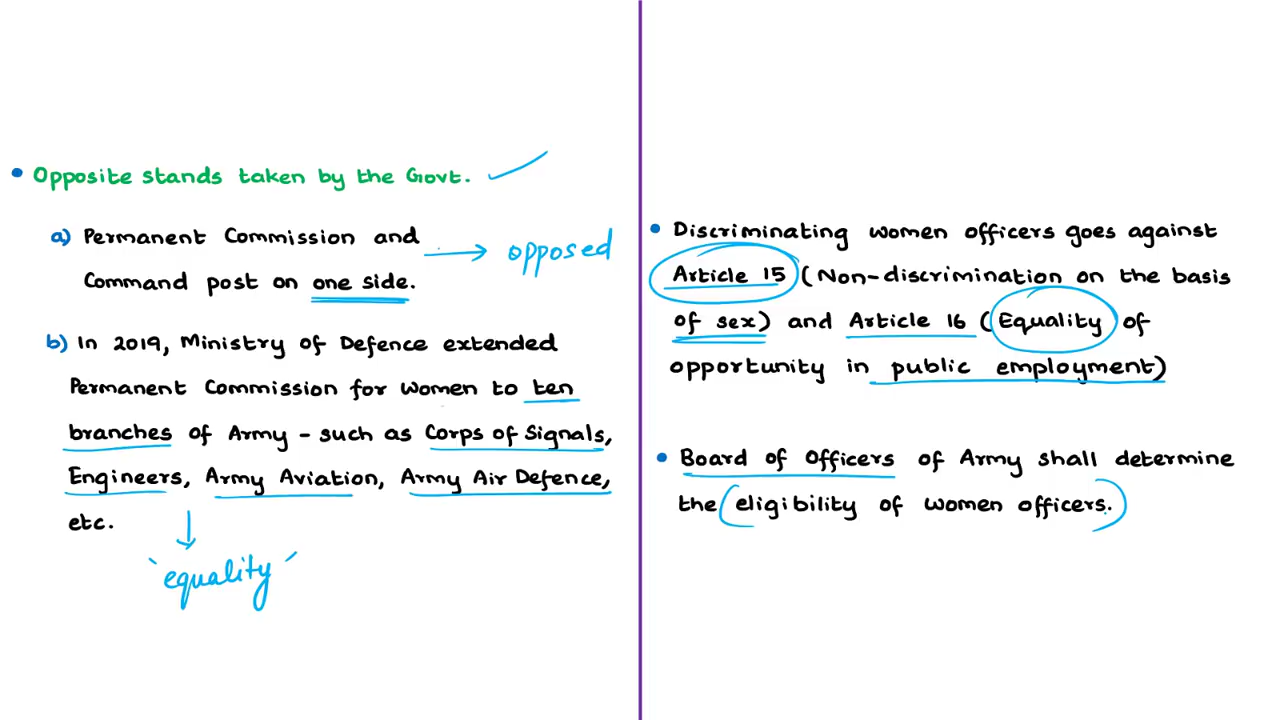 • Opposite stands taken by the Govt.
a) Permanent Commission and
Command post on one side.
opposed
b) In 2019, Ministry of Defence extended
Permanent Commission for Women to ten
branches of Army - such as Corps of Signals,
Engineers, Army Aviation, Army Air Defence,
etc.
'equality'
• Discriminating women officers goes against
Article 15 (Non-discrimination on the basis
of sex) and Article 16 (Equality of
opportunity in public employment)
• Board of Officers of Army shall determine
the eligibility of women officers.